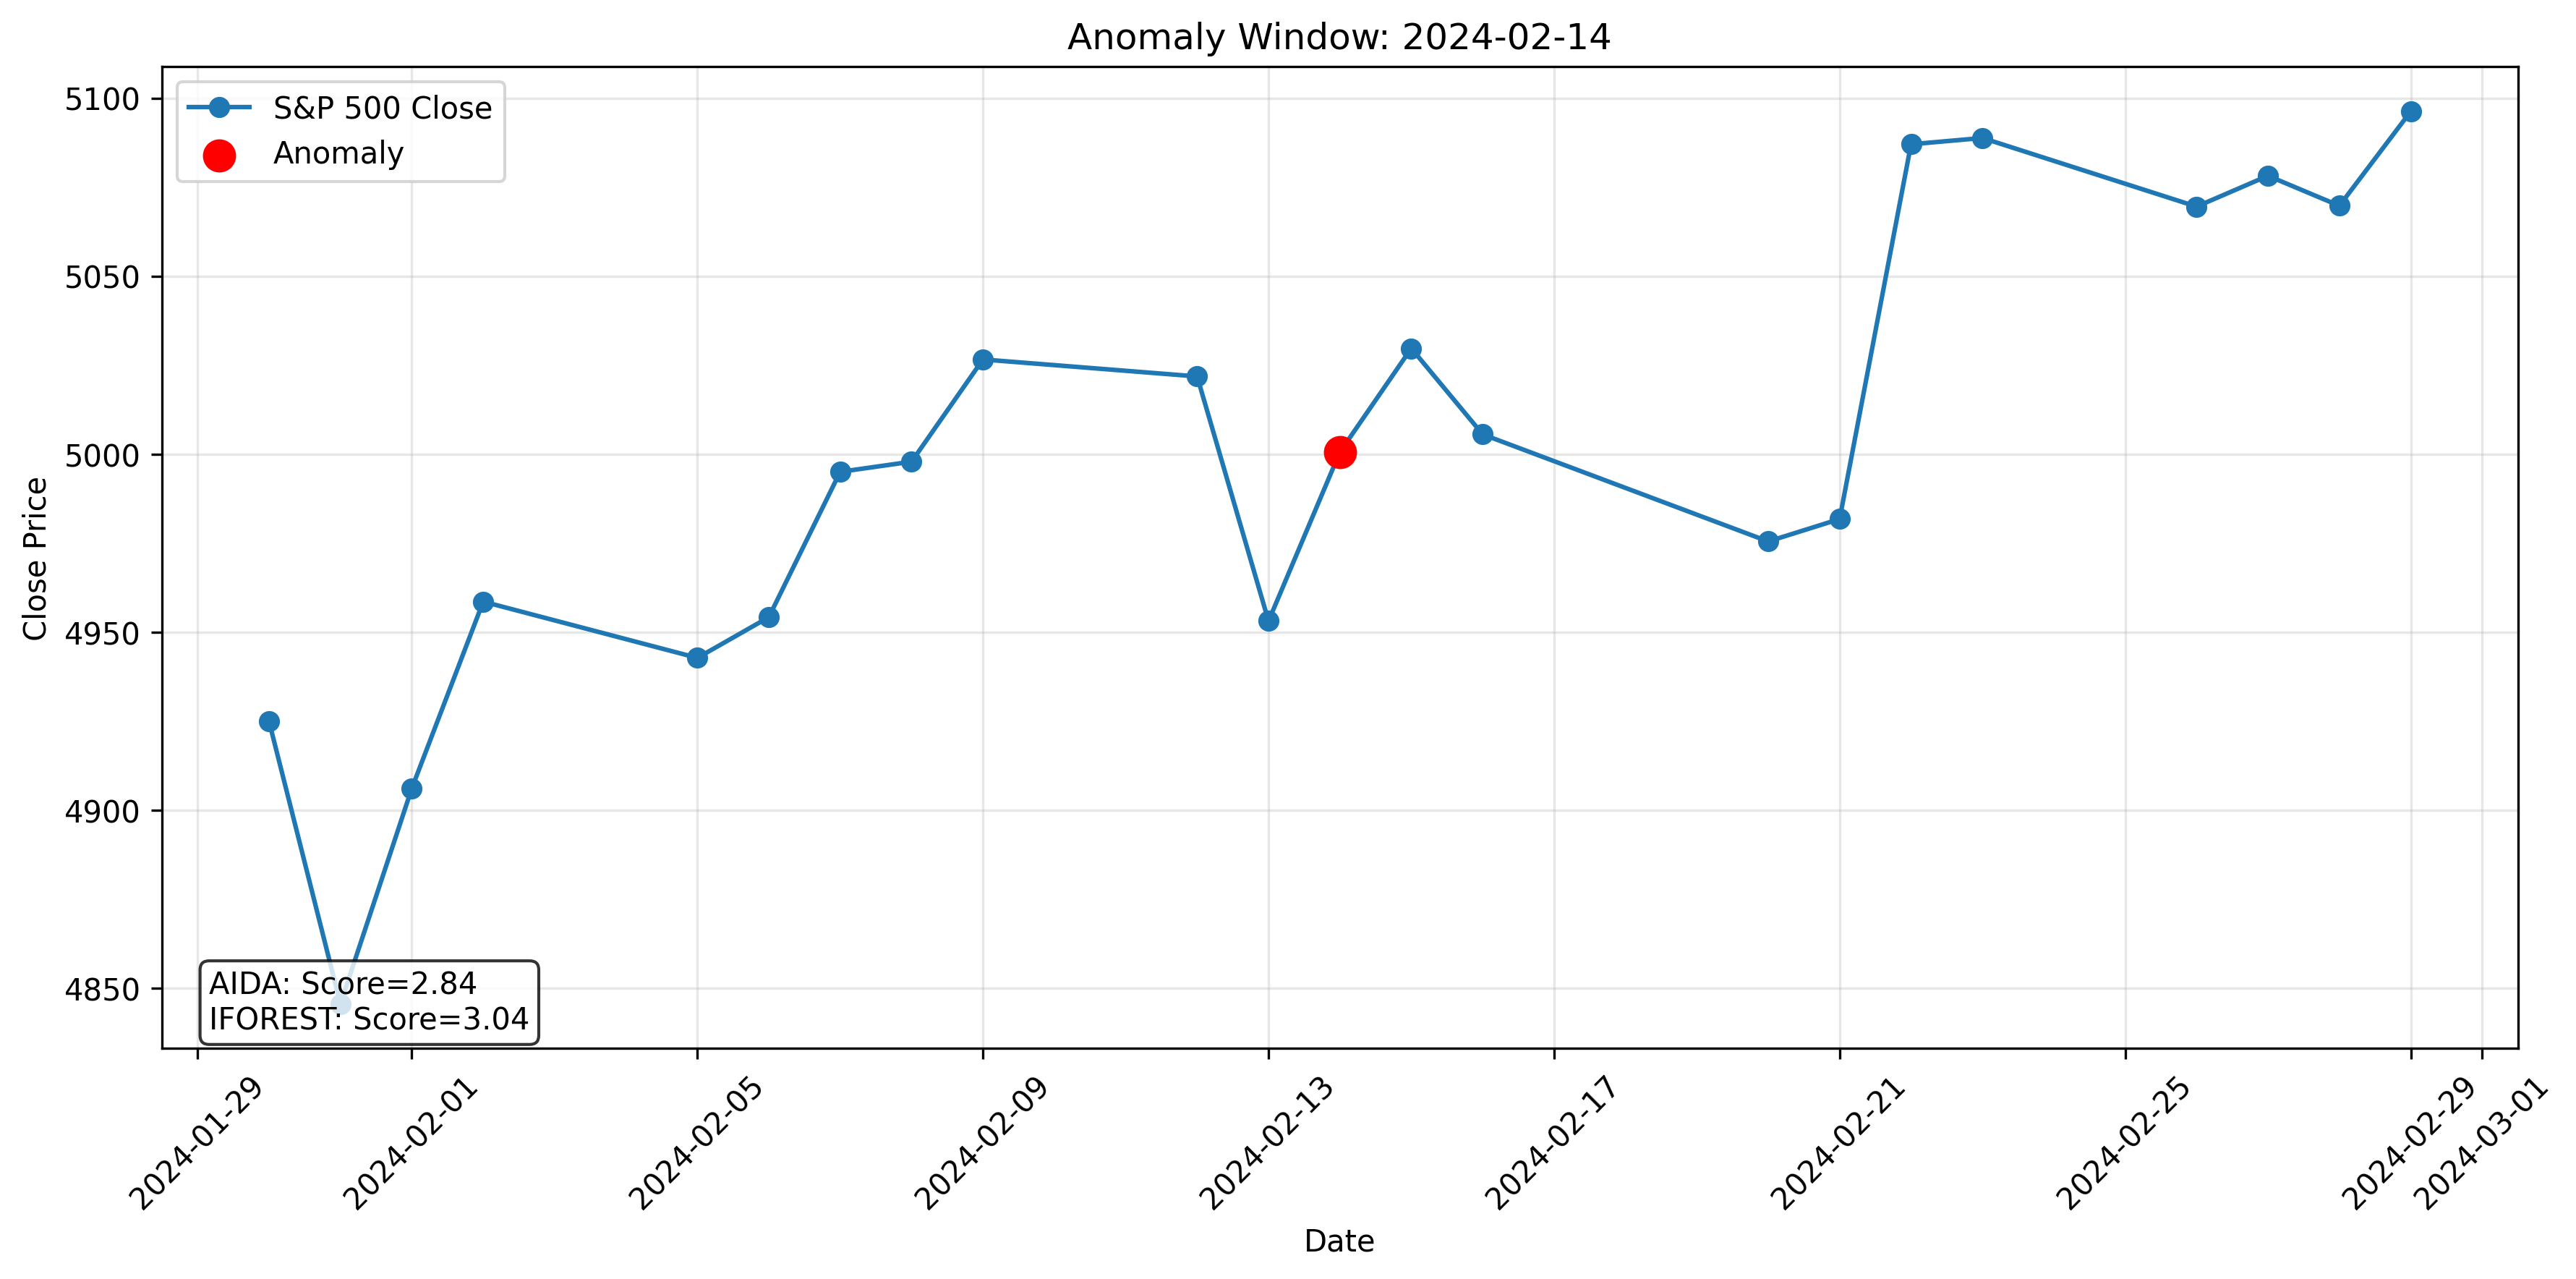 Anomaly Window: 2024-02-14
S&P 500 Close
Anomaly
5100
5050
5000
4950
4900
4850
Close Price
AIDA: Score=2.84
IFOREST: Score=3.04
2024-01-29
2024-02-01
2024-02-05
2024-02-09
2024-02-13
2024-02-17
2024-02-21
2024-02-25
2024-02-29
2024-03-01
Date